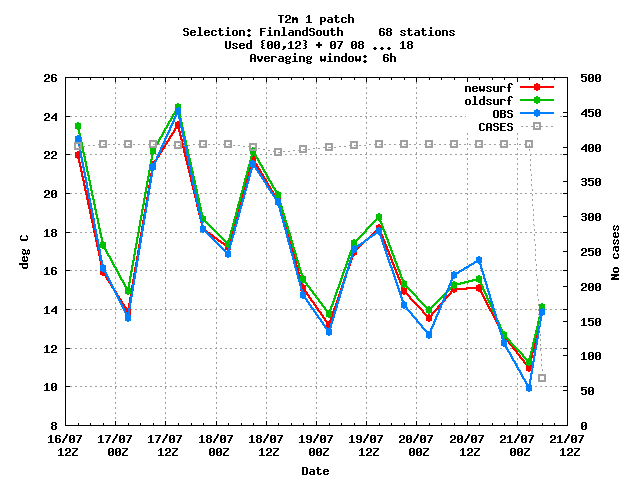 T2m 1 patch
Selection: FinlandSouth 68 stations
Used {00,12} + 07 08 ... 18
Averaging window: 6h
newsurf
oldsurf
OBS
CASES
deg C
26
24
22
20
18
16
14
12
10
8
No cases
500
450
400
350
300
250
200
150
100
50
0
16/07 17/07 17/07 18/07 18/07 19/07 19/07 20/07 20/07 21/07 21/07
12Z 00Z 12Z 00Z 12Z 00Z 12Z 00Z 12Z 00Z 12Z
Date